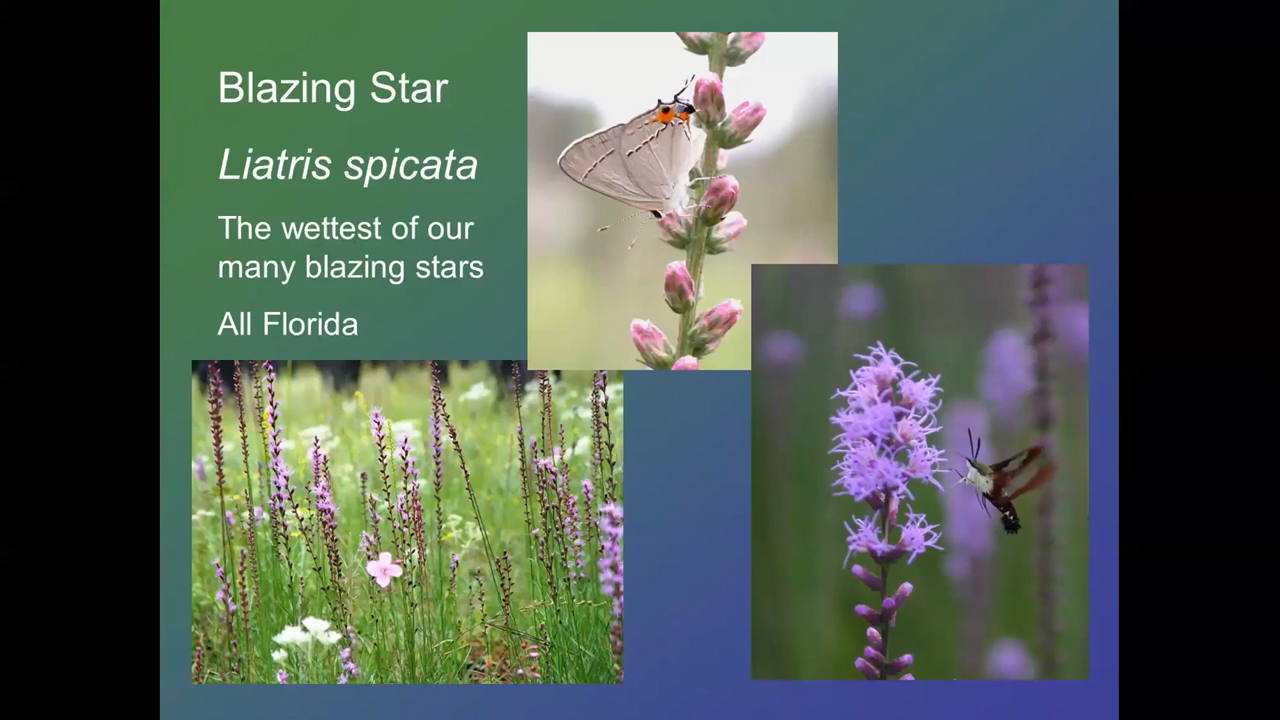 Blazing Star
Liatris spicata
The wettest of our
many blazing stars
All Florida